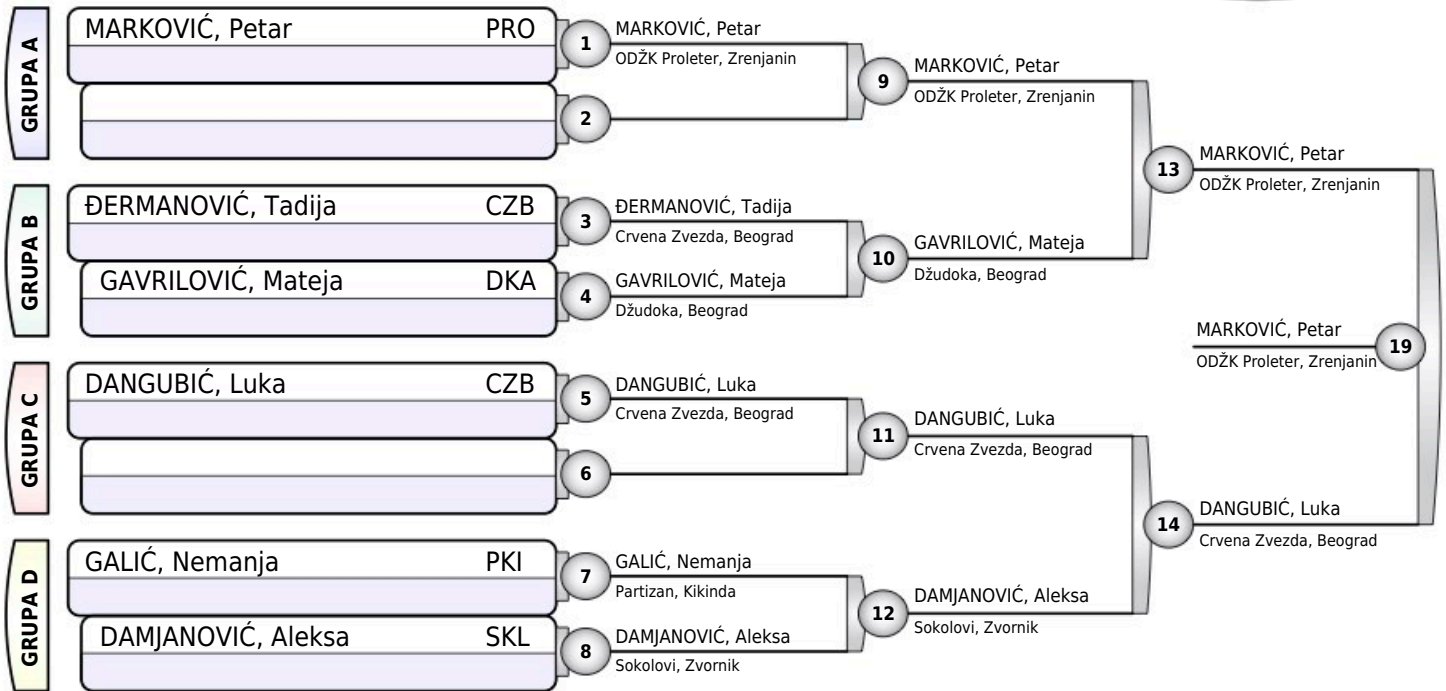 GRUPA A
MARKOVIĆ, Petar PRO
1
MARKOVIĆ, Petar
ODŽK Proleter, Zrenjanin
2
9
MARKOVIĆ, Petar
ODŽK Proleter, Zrenjanin
GRUPA B
ĐERMANOVIĆ, Tadija CZB
3
ĐERMANOVIĆ, Tadija
Crvena Zvezda, Beograd
GAVRILOVIĆ, Mateja DKA
4
GAVRILOVIĆ, Mateja
Džudoka, Beograd
10
GAVRILOVIĆ, Mateja
Džudoka, Beograd
13
MARKOVIĆ, Petar
ODŽK Proleter, Zrenjanin
GRUPA C
DANGUBIĆ, Luka CZB
5
DANGUBIĆ, Luka
Crvena Zvezda, Beograd
6
11
DANGUBIĆ, Luka
Crvena Zvezda, Beograd
GRUPA D
GALIĆ, Nemanja PKI
7
GALIĆ, Nemanja
Partizan, Kikinda
DAMJANOVIĆ, Aleksa SKL
8
DAMJANOVIĆ, Aleksa
Sokolovi, Zvornik
12
DAMJANOVIĆ, Aleksa
Sokolovi, Zvornik
14
DANGUBIĆ, Luka
Crvena Zvezda, Beograd
MARKOVIĆ, Petar
ODŽK Proleter, Zrenjanin
19